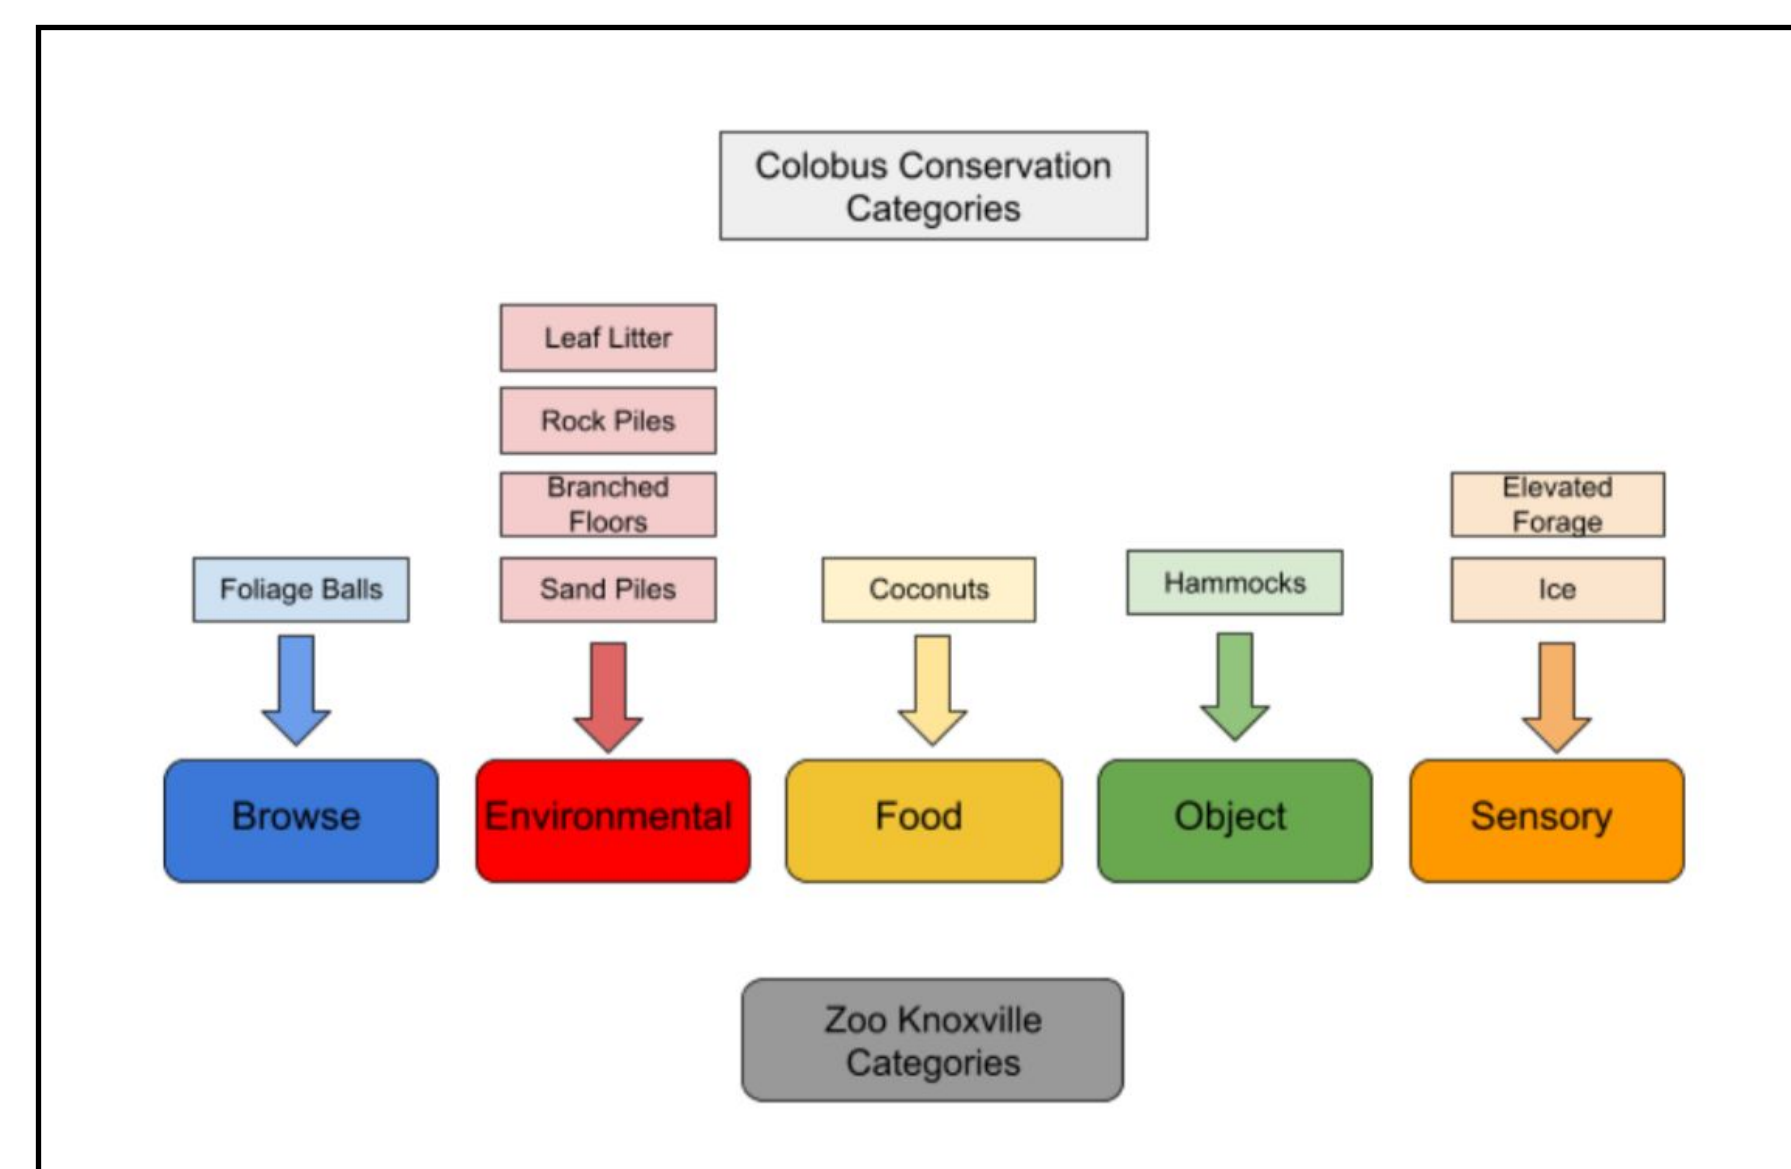 Colobus Conservation
Categories
Leaf Litter
Rock Piles
Branched
Floors
Elevated
Forage
Foliage Balls
Sand Piles
Coconuts
Hammocks
Ice
Browse
Environmental
Food
Object
Sensory
Zoo Knoxville
Categories